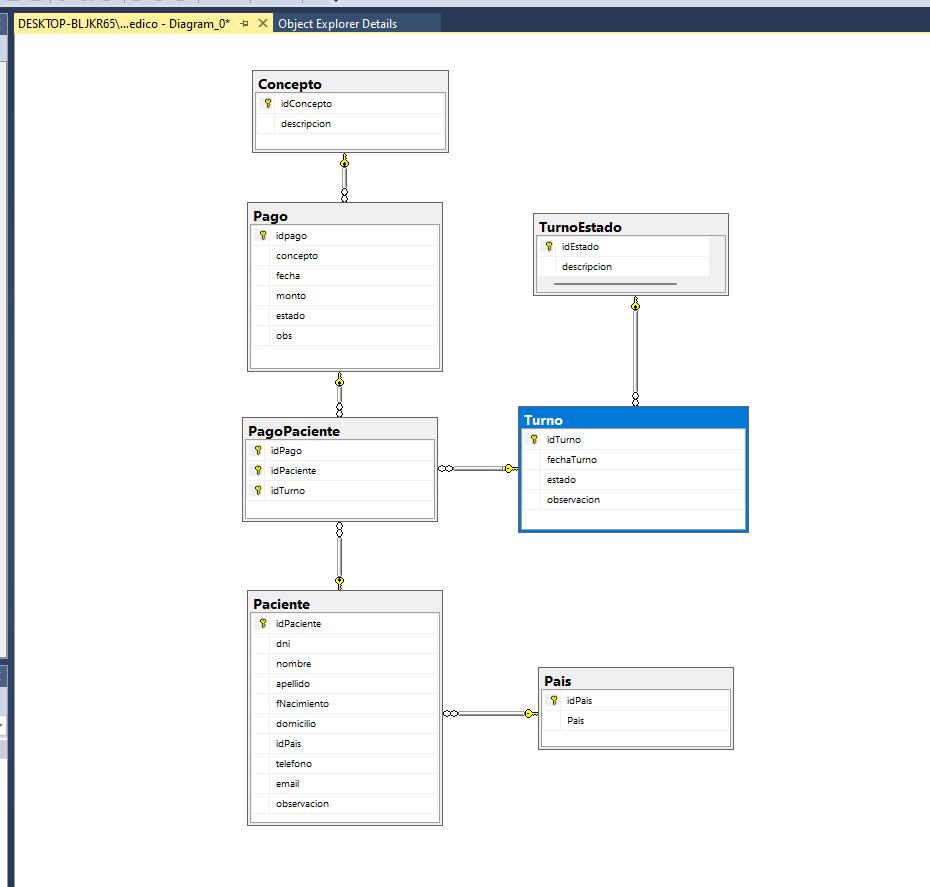 DESKTOP-BLJKR65\...edico - Diagram_0*
Object Explorer Details
Concepto
idConcepto
descripcion
Pago
idpago
concepto
fecha
monto
estado
obs
TurnoEstado
idEstado
descripcion
PagoPaciente
idPago
idPaciente
idTurno
Turno
idTurno
fechaTurno
estado
observacion
Paciente
idPaciente
dni
nombre
apellido
fNacimiento
domicilio
idPais
telefono
email
observacion
Pais
idPais
Pais